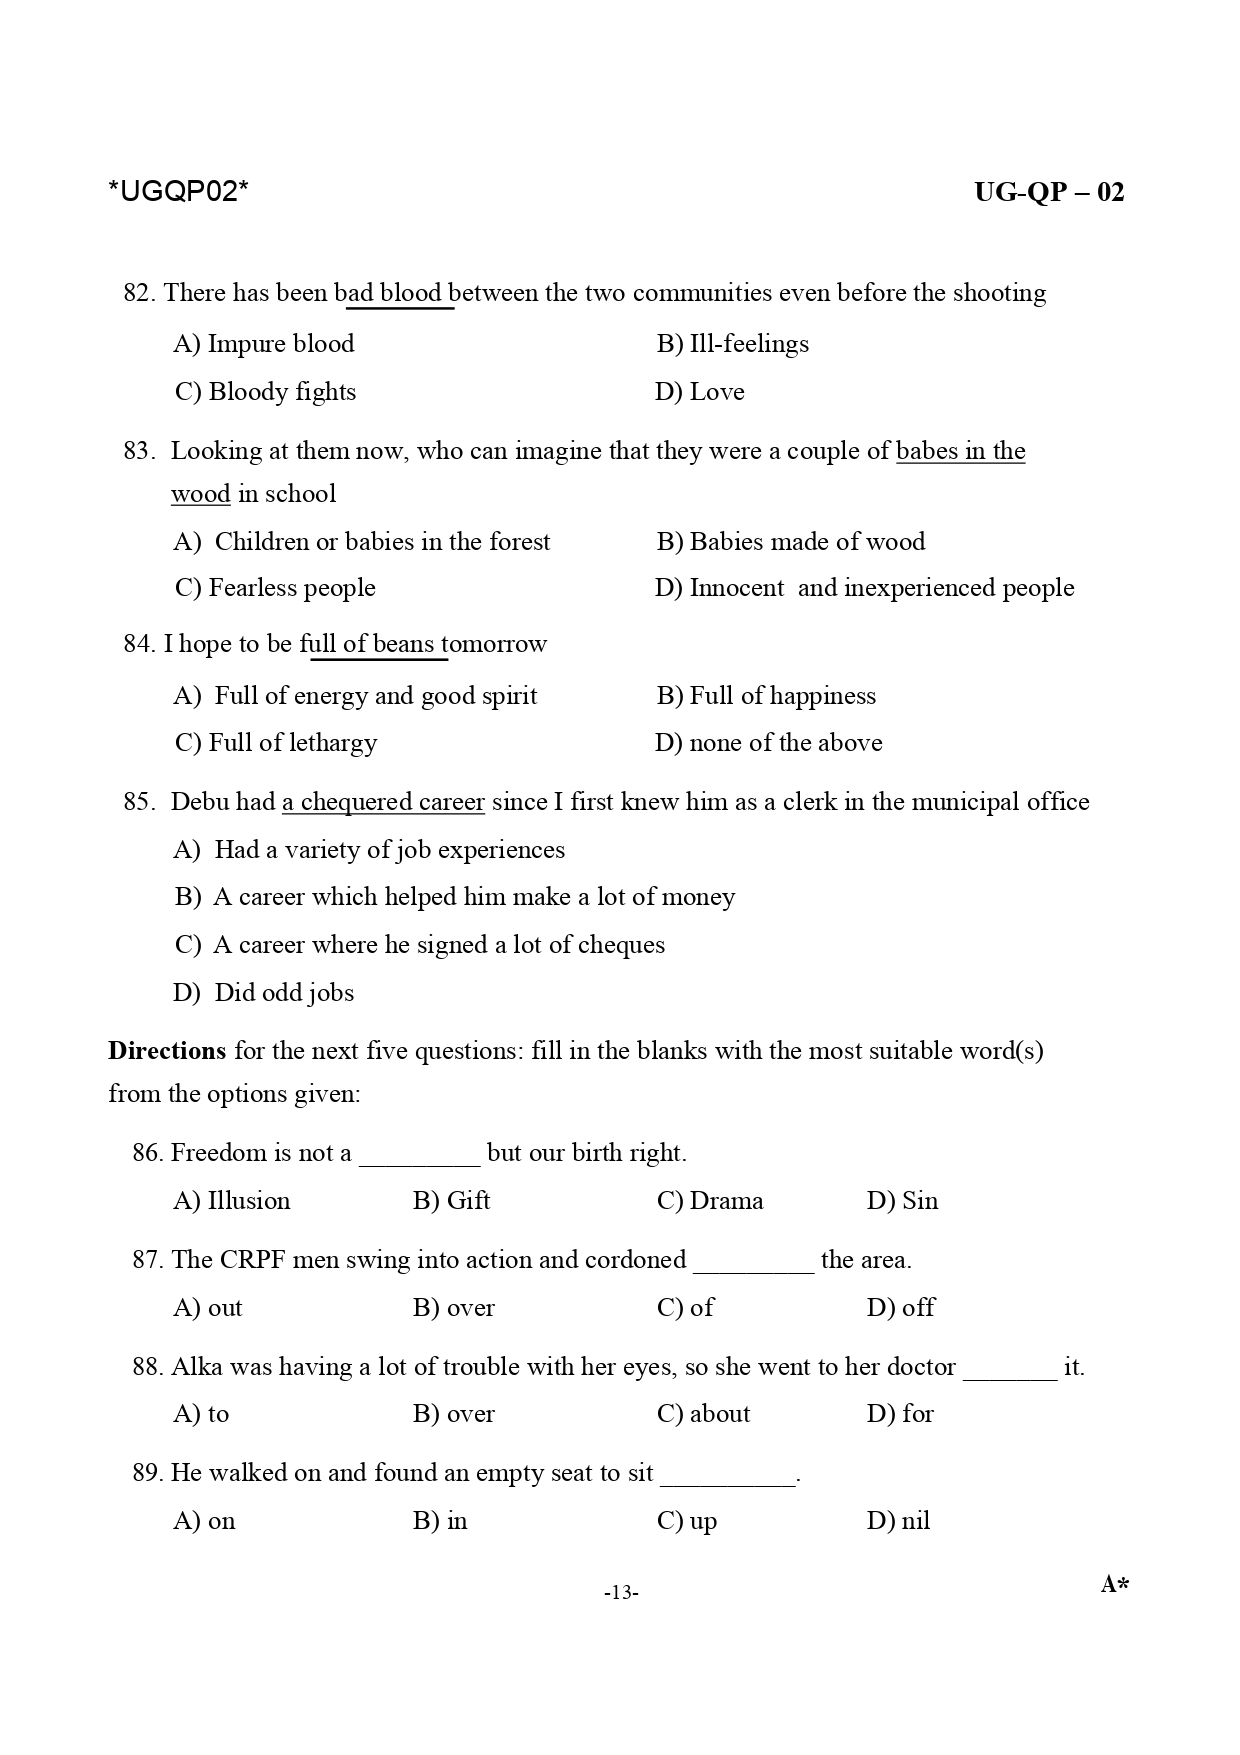 *UGQP02* UG-QP – 02
82. There has been bad blood between the two communities even before the shooting
A) Impure blood B) Ill-feelings
C) Bloody fights D) Love
83. Looking at them now, who can imagine that they were a couple of babes in the
wood in school
A) Children or babies in the forest B) Babies made of wood
C) Fearless people D) Innocent and inexperienced people
84. I hope to be full of beans tomorrow
A) Full of energy and good spirit B) Full of happiness
C) Full of lethargy D) none of the above
85. Debu had a chequered career since I first knew him as a clerk in the municipal office
A) Had a variety of job experiences
B) A career which helped him make a lot of money
C) A career where he signed a lot of cheques
D) Did odd jobs
Directions for the next five questions: fill in the blanks with the most suitable word(s)
from the options given:
86. Freedom is not a _________ but our birth right.
A) Illusion B) Gift C) Drama D) Sin
87. The CRPF men swing into action and cordoned _________ the area.
A) out B) over C) of D) off
88. Alka was having a lot of trouble with her eyes, so she went to her doctor _______ it.
A) to B) over C) about D) for
89. He walked on and found an empty seat to sit __________.
A) on B) in C) up D) nil
-13- A*